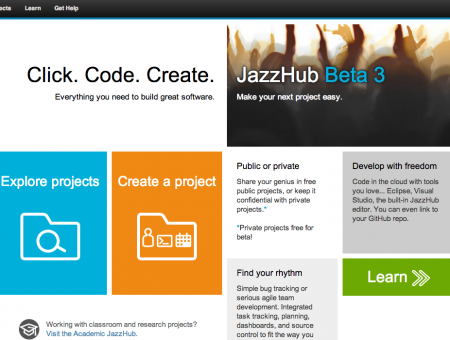 ects Learn Get Help
Click. Code. Create.
Everything you need to build great software.
JazzHub Beta 3
Make your next project easy.
Explore projects
Create a project
Public or private
Share your genius in free
public projects, or keep it
confidential with private
projects.*
*Private projects free for
beta!
Develop with freedom
Code in the cloud with tools
you love... Eclipse, Visual
Studio, the built-in JazzHub
editor. You can even link to
your GitHub repo.
Find your rhythm
Simple bug tracking or
serious agile team
development. Integrated
task tracking, planning,
dashboards, and source
control to fit the way you
Learn
Working with classroom and research projects?
Visit the Academic JazzHub.